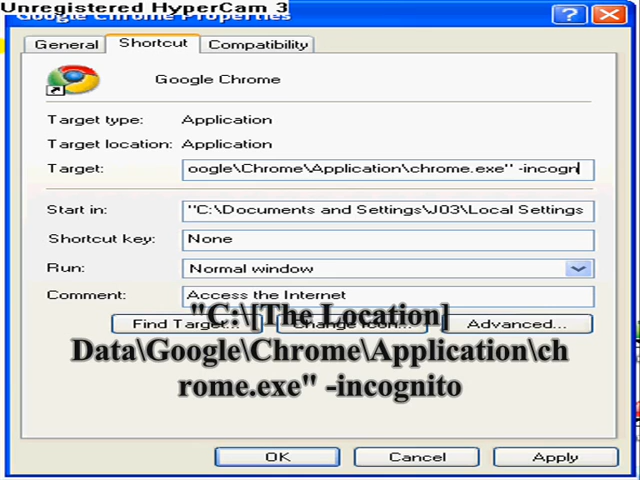 Unregistered HyperCam 3
Google Chrome Properties
General Shortcut Compatibility
Google Chrome
Target type: Application
Target location: Application
Target: oogle\Chrome\Application\chrome.exe" -incogn
Start in: "C:\Documents and Settings\J03\Local Settings
Shortcut key: None
Run: Normal window
Comment: Access the Internet
"C:\[The Location]
Find Target... Change Icon... Advanced...
Data\Google\Chrome\Application\ch
rome.exe" -incognito
OK Cancel Apply